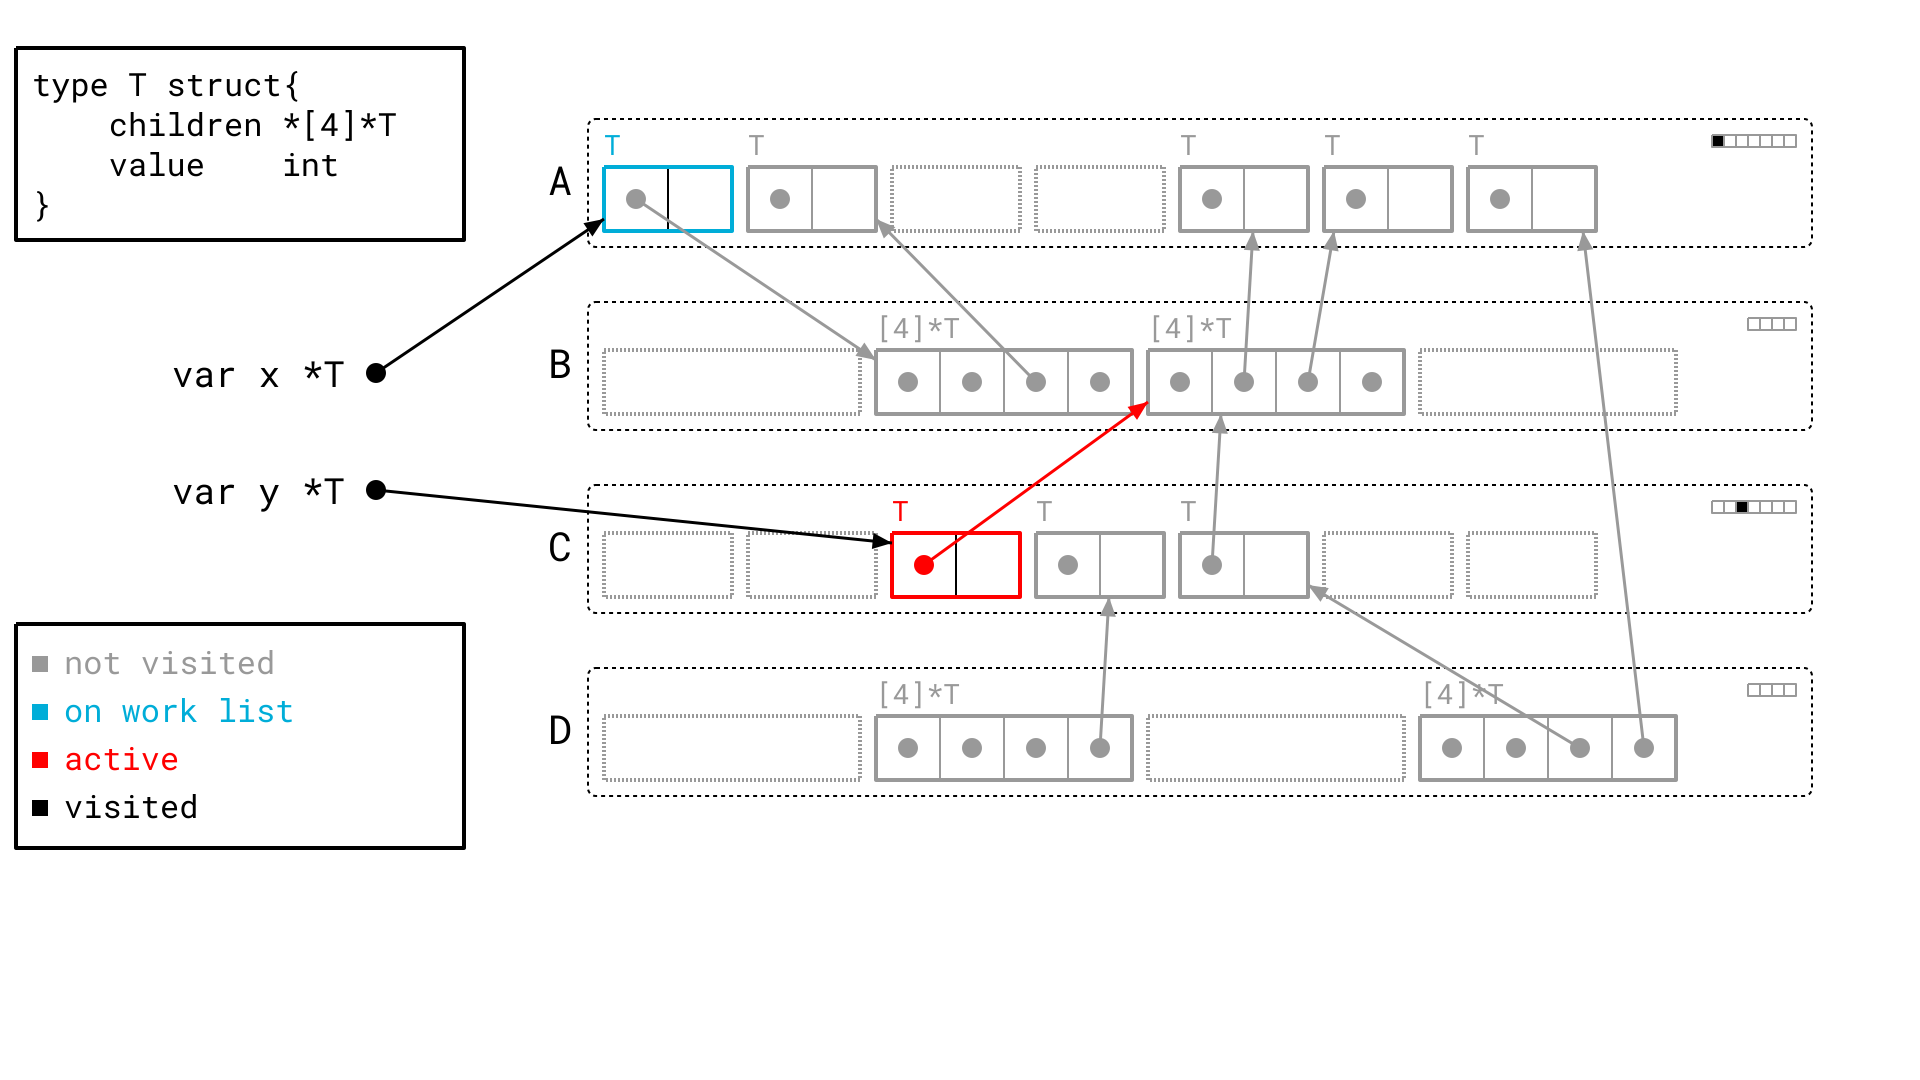 type T struct{
children *[4]*T
value int
}
T T T T T
A
var x *T
[4]*T [4]*T
B
var y *T
T T T
C
[4]*T [4]*T
D
not visited
on work list
active
visited